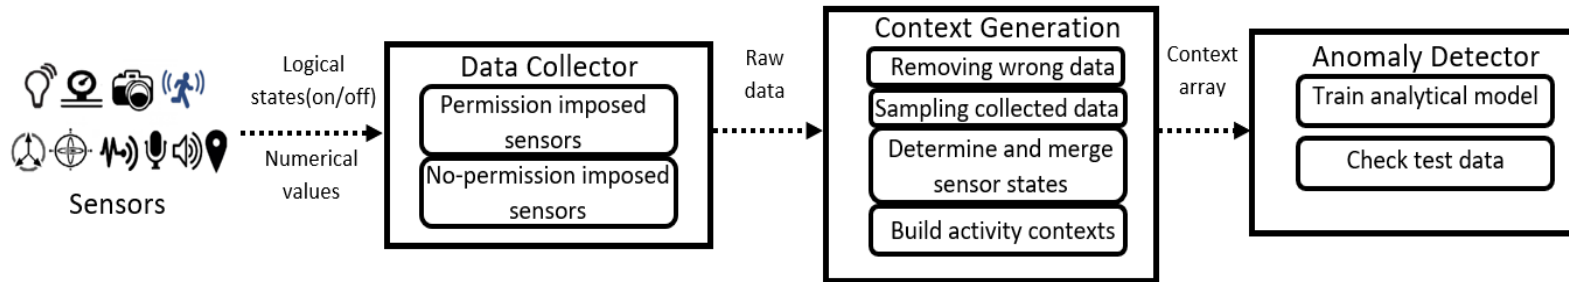 Sensors
Logical
states(on/off)
Numerical
values
Data Collector
Permission imposed
sensors
No-permission imposed
sensors
Raw
data
Context Generation
Removing wrong data
Sampling collected data
Determine and merge
sensor states
Build activity contexts
Context
array
Anomaly Detector
Train analytical model
Check test data